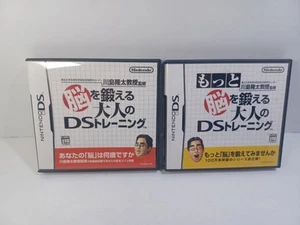 Nintendo
川島隆太教授監修
脳を鍛える
大人の
DSトレーニング
NINTENDO DS
あなたの「脳」は何歳ですか
Nintendo
川島隆太教授監修
もっと
脳を鍛える
大人の
DSトレーニング
NINTENDO DS
もっと「脳」を鍛えてみませんか